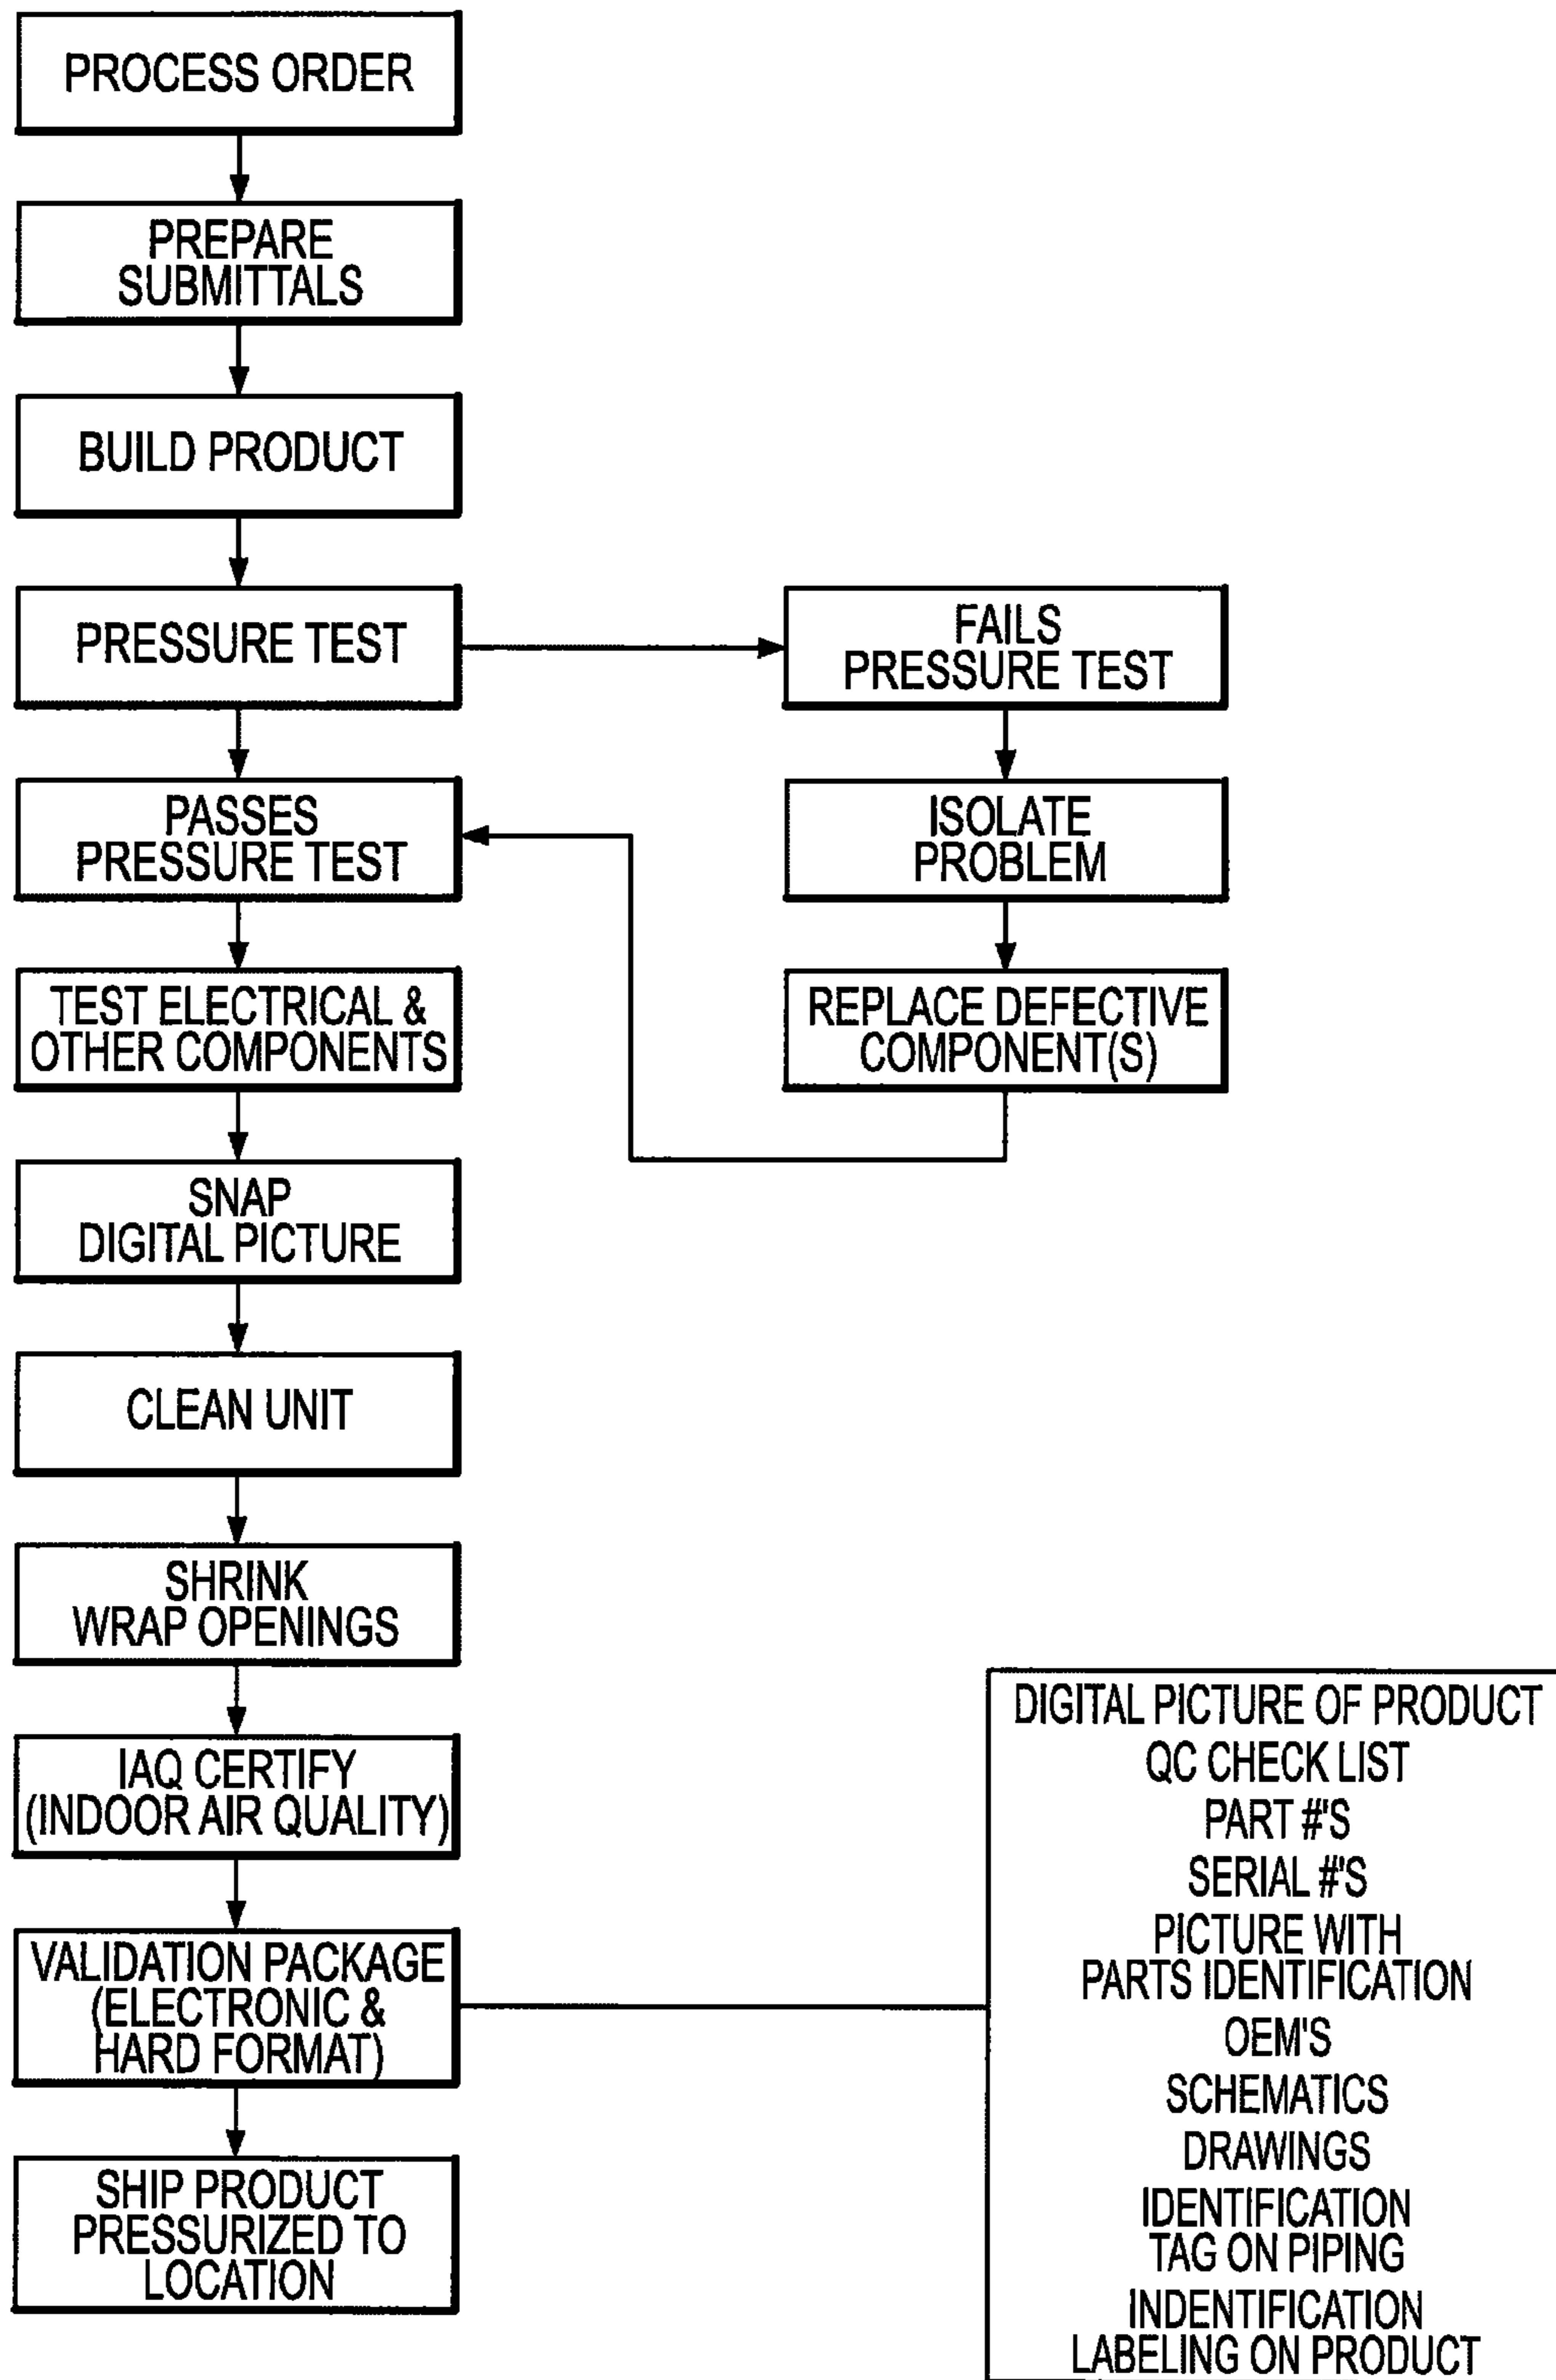 PROCESS ORDER
PREPARE
SUBMITTALS
BUILD PRODUCT
PRESSURE TEST
FAILS
PRESSURE TEST
PASSES
PRESSURE TEST
ISOLATE
PROBLEM
TEST ELECTRICAL &
OTHER COMPONENTS
REPLACE DEFECTIVE
COMPONENT(S)
SNAP
DIGITAL PICTURE
CLEAN UNIT
SHRINK
WRAP OPENINGS
IAQ CERTIFY
(INDOOR AIR QUALITY)
VALIDATION PACKAGE
(ELECTRONIC &
HARD FORMAT)
SHIP PRODUCT
PRESSURIZED TO
LOCATION
DIGITAL PICTURE OF PRODUCT
QC CHECK LIST
PART #'S
SERIAL #'S
PICTURE WITH
PARTS IDENTIFICATION
OEM'S
SCHEMATICS
DRAWINGS
IDENTIFICATION
TAG ON PIPING
INDENTIFICATION
LABELING ON PRODUCT